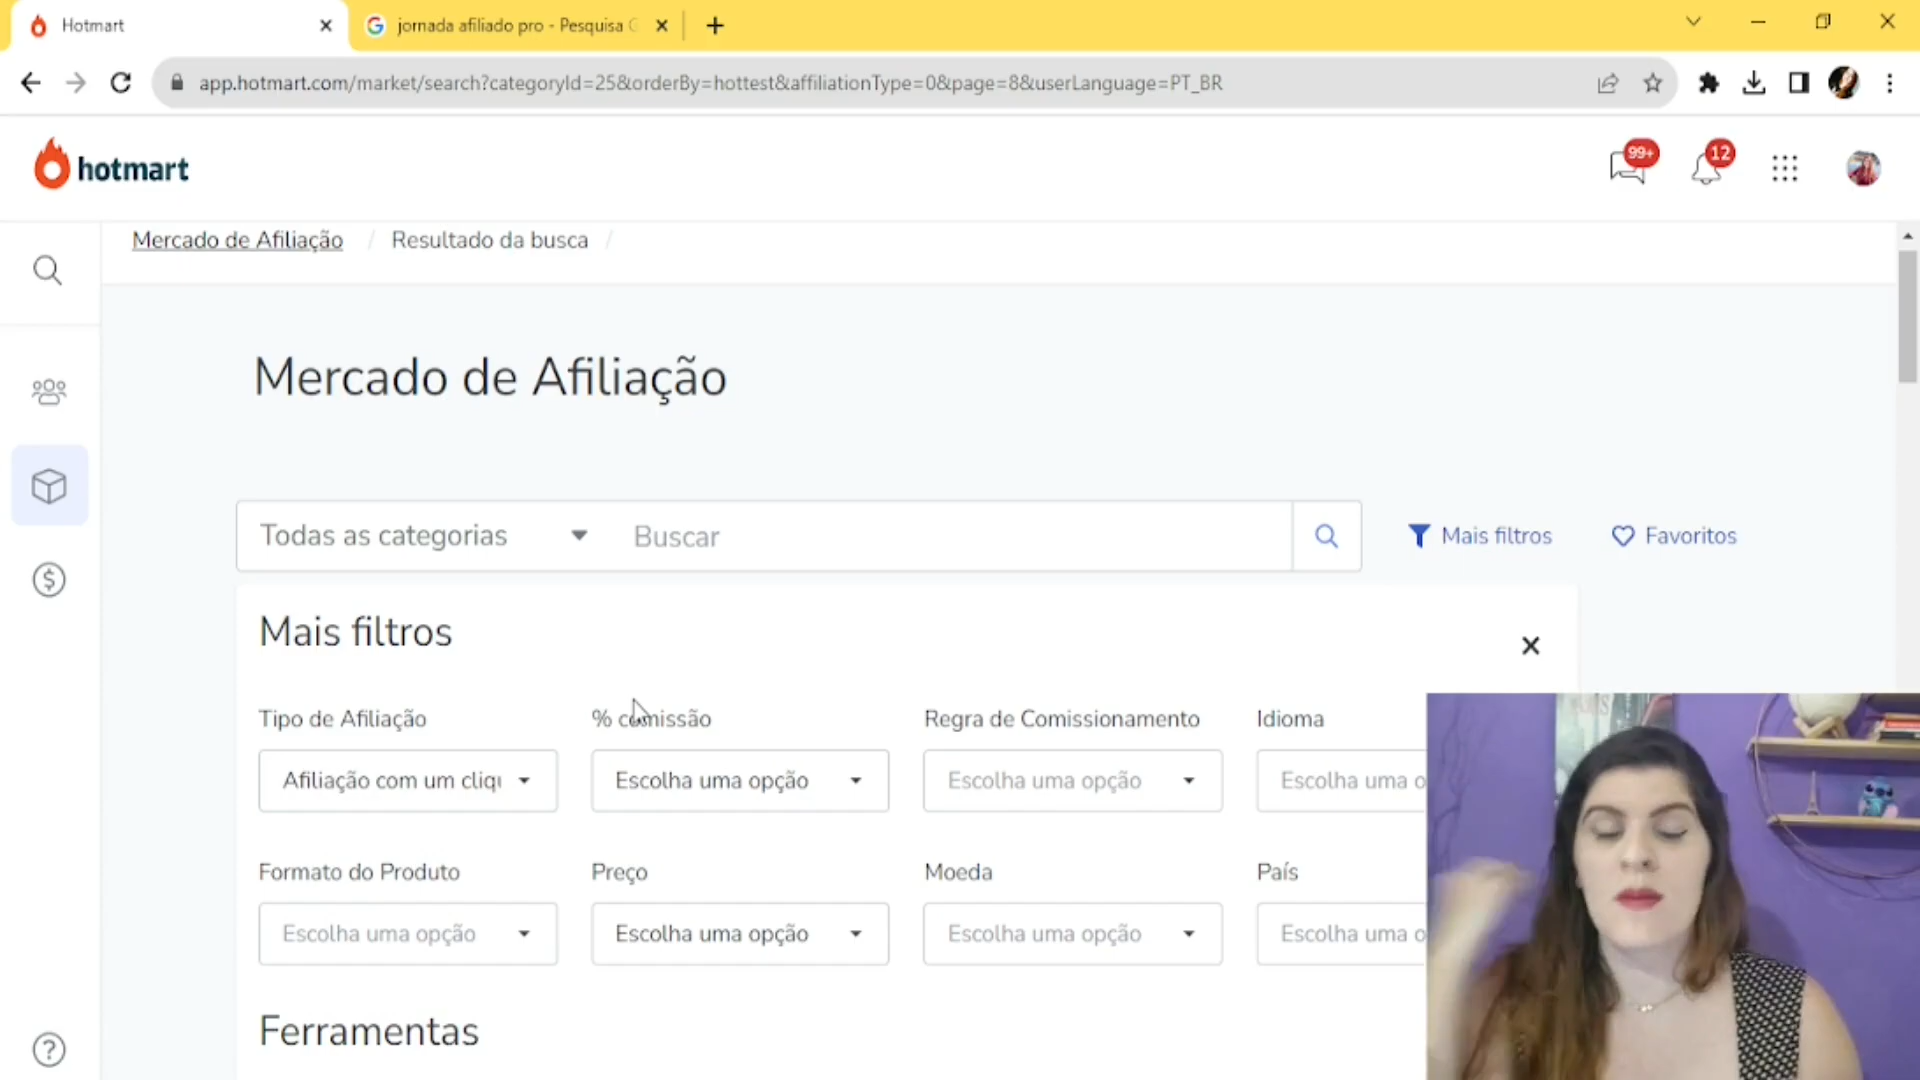 Hotmart
jornada afiliado pro - Pesquisa G
app.hotmart.com/market/search?categoryId=25&orderBy=hottest&affiliationType=0&page=8&userLanguage=PT_BR
hotmart
99+
12
Mercado de Afiliação / Resultado da busca /
Mercado de Afiliação
Todas as categorias
Buscar
Mais filtros
Favoritos
Mais filtros
Tipo de Afiliação
% comissão
Regra de Comissionamento
Idioma
Afiliação com um cliqu
Escolha uma opção
Escolha uma opção
Escolha uma o
Formato do Produto
Preço
Moeda
País
Escolha uma opção
Escolha uma opção
Escolha uma opção
Escolha uma o
Ferramentas